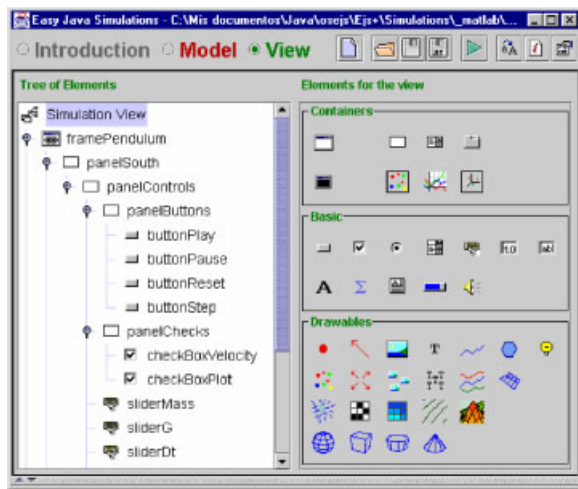 Easy Java Simulations - C:\Mis documentos\Java\osejs\Ejs+\Simulations\_matlab\...
Introduction Model View
Tree of Elements
Simulation View
framePendulum
panelSouth
panelControls
panelButtons
buttonPlay
buttonPause
buttonReset
buttonStep
panelChecks
checkBoxVelocity
checkBoxPlot
sliderMass
sliderG
sliderDt
Elements for the view
Containers
Basic
A Σ
Drawables
T